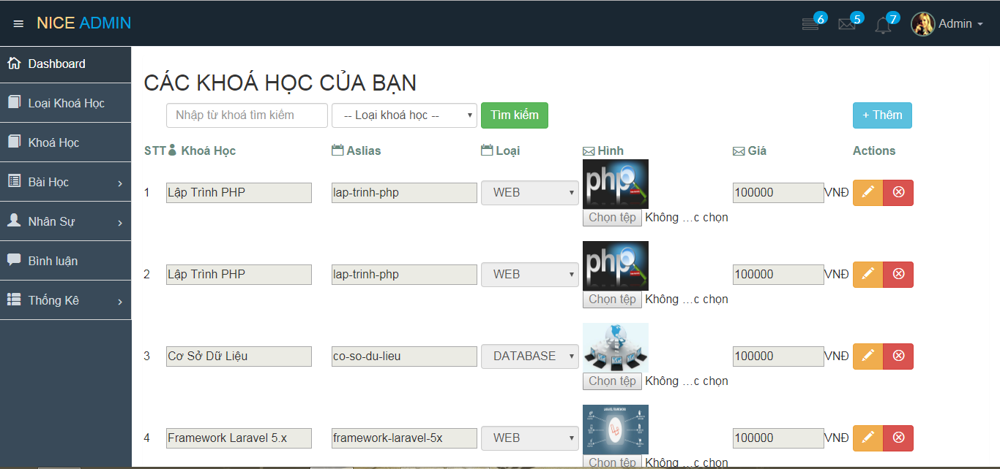 NICE ADMIN
6 5 7 Admin
Dashboard
Loại Khoá Học
Khoá Học
Bài Học
Nhân Sự
Bình luận
Thống Kê
CÁC KHOÁ HỌC CỦA BẠN
Nhập từ khoá tìm kiếm -- Loại khoá học -- Tìm kiếm + Thêm
STT Khoá Học Aslias Loại Hình Giá Actions
php
1 Lập Trình PHP lap-trinh-php WEB 100000 VNĐ
Chọn tệp Không ...c chọn
php
2 Lập Trình PHP lap-trinh-php WEB 100000 VNĐ
Chọn tệp Không ...c chọn
3 Cơ Sở Dữ Liệu co-so-du-lieu DATABASE 100000 VNĐ
Chọn tệp Không ...c chọn
LARAVEL FRAMEWORK
4 Framework Laravel 5.x framework-laravel-5x WEB 100000 VNĐ
Chọn tệp Không ...c chọn